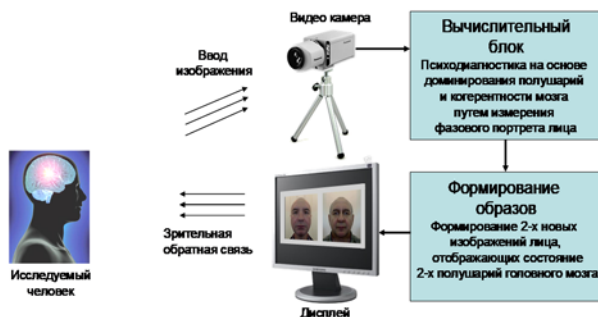 Видео камера
Ввод
изображения
Вычислительный
блок
Психодиагностика на основе
доминирования полушарий
и когерентности мозга
путем измерения
фазового портрета лица
Формирование
образов
Формирование 2-х новых
изображений лица,
отображающих состояние
2-х полушарий головного мозга
Зрительная
обратная связь
Исследуемый
человек
Дисплей